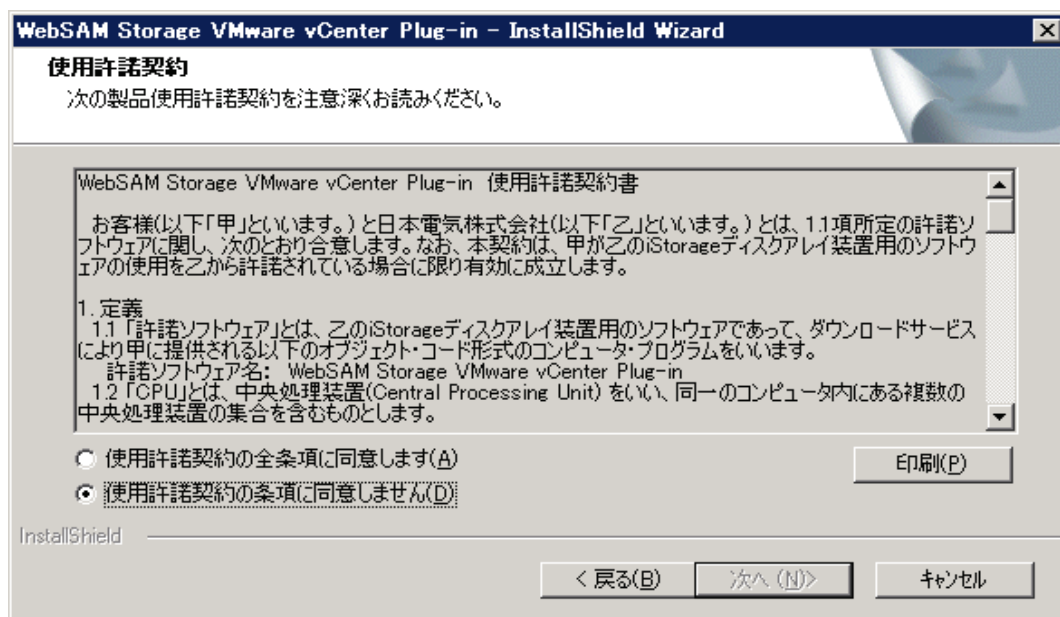 WebSAM Storage VMware vCenter Plug-in - InstallShield Wizard
使用許諾契約
次の製品使用許諾契約を注意深くお読みください。
WebSAM Storage VMware vCenter Plug-in 使用許諾契約書
お客様(以下「甲」といいます。)と日本電気株式会社(以下「乙」といいます。)とは、1.1項所定の許諾ソ
フトウェアに関し、次のとおり合意します。なお、本契約は、甲が乙のiStorageディスクアレイ装置用のソフトウ
ェアの使用を乙から許諾されている場合に限り有効に成立します。
1. 定義
1.1 「許諾ソフトウェア」とは、乙のiStorageディスクアレイ装置用のソフトウェアであって、ダウンロードサービス
により甲に提供される以下のオブジェクト・コード形式のコンピュータ・プログラムをいいます。
許諾ソフトウェア名: WebSAM Storage VMware vCenter Plug-in
1.2 「CPU」とは、中央処理装置(Central Processing Unit) をいい、同一のコンピュータ内にある複数の
中央処理装置の集合を含むものとします。
使用許諾契約の全条項に同意します(A)
印刷(P)
使用許諾契約の条項に同意しません(D)
InstallShield
< 戻る(B)
次へ (N)>
キャンセル